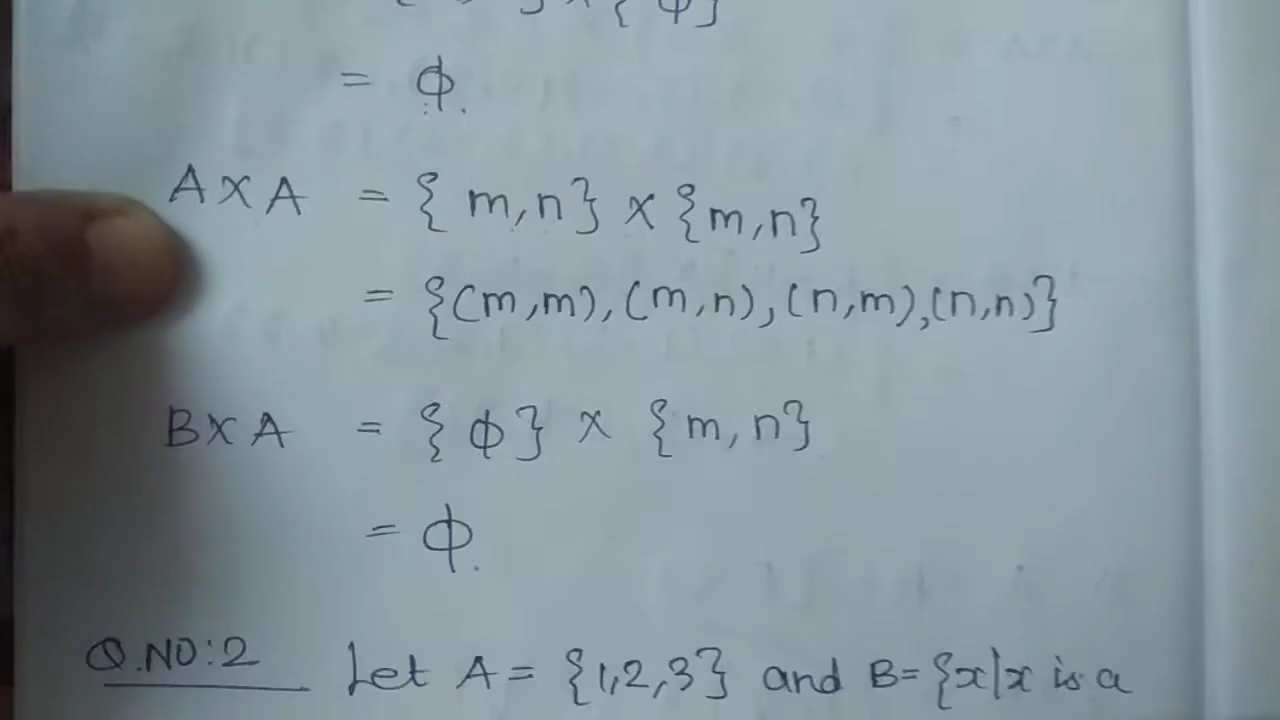 } × {ϕ}
= ϕ.
A × A = { m, n} × {m, n}
= {(m, m), (m, n), (n, m), (n, n)}
B × A = { ϕ} × {m, n}
= ϕ.
Q.NO:2 Let A = {1, 2, 3} and B = {x|x is a